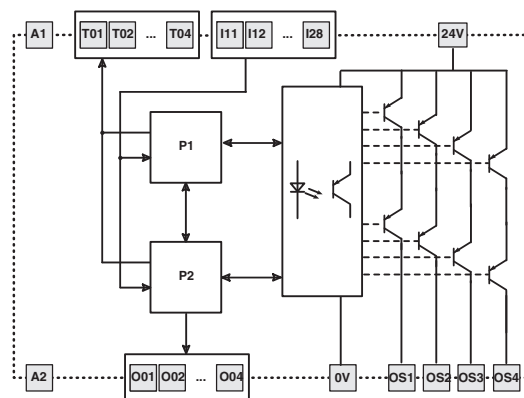 A1 T01 T02 ... T04 I11 I12 ... I28 24V
P1
P2
A2 O01 O02 ... O04 0V OS1 OS2 OS3 OS4